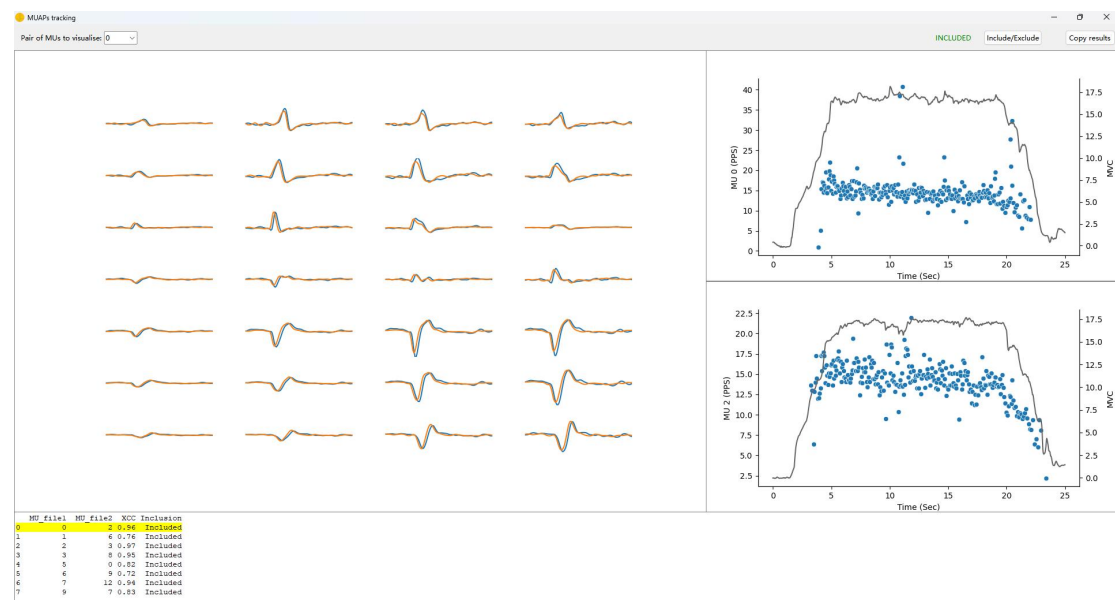 MUAPs tracking
Pair of MUs to visualise: 0
INCLUDED
Include/Exclude
Copy results
40
35
30
25
20
15
10
5
0
MU 0 (PPS)
17.5
15.0
12.5
10.0
7.5
5.0
2.5
0.0
MVC
0 5 10 15 20 25
Time (Sec)
22.5
20.0
17.5
15.0
12.5
10.0
7.5
5.0
2.5
MU 2 (PPS)
17.5
15.0
12.5
10.0
7.5
5.0
2.5
0.0
MVC
0 5 10 15 20 25
Time (Sec)
MU_file1 MU_file2 XCC Inclusion
0 0 2 0.96 Included
1 1 6 0.76 Included
2 2 3 0.97 Included
3 3 8 0.95 Included
4 5 0 0.82 Included
5 6 9 0.72 Included
6 7 12 0.94 Included
7 9 7 0.83 Included